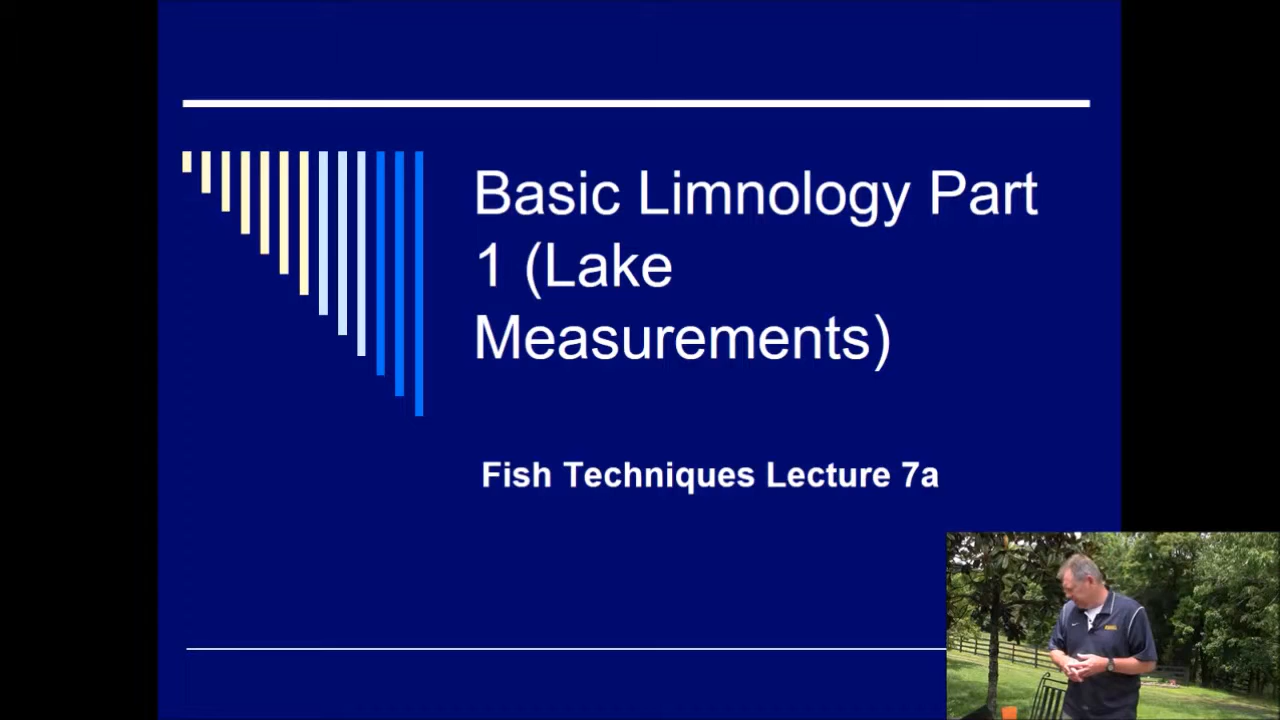 Basic Limnology Part
1 (Lake
Measurements)
Fish Techniques Lecture 7a